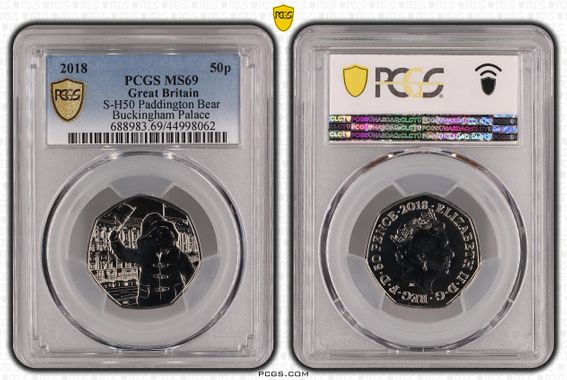 PCGS
2018 50p
PCGS MS69
Great Britain
S-H50 Paddington Bear
Buckingham Palace
688983.69/44998062
PCGS
PCGS
ELIZABETH II · D · G · REG · F · D · 50 PENCE · 2018
PCGS.COM